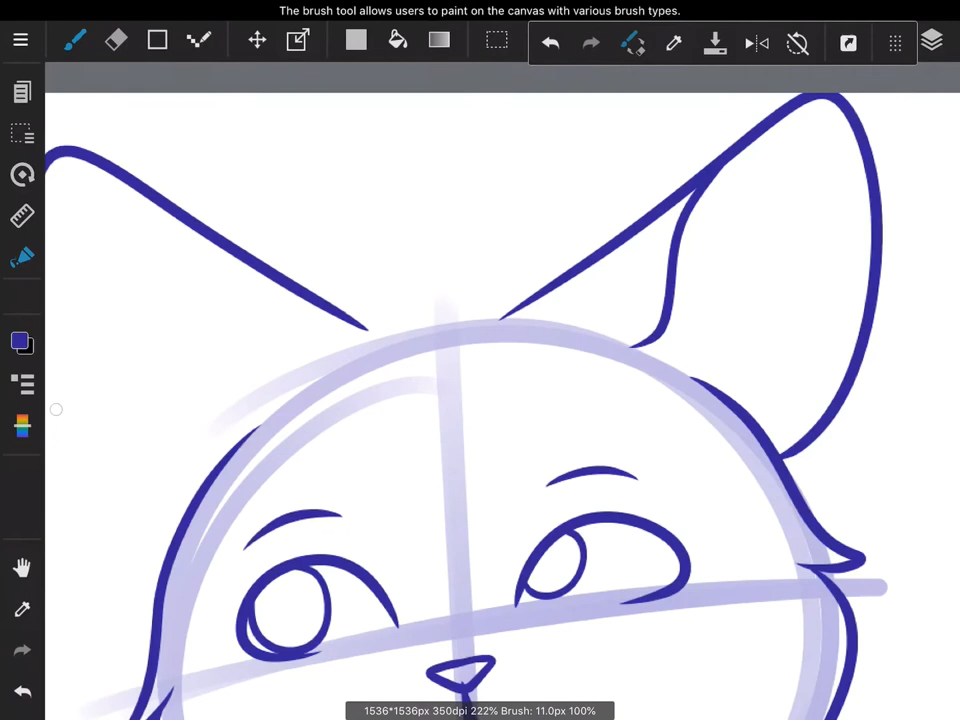 The brush tool allows users to paint on the canvas with various brush types.
1536*1536px 350dpi 222% Brush: 11.0px 100%